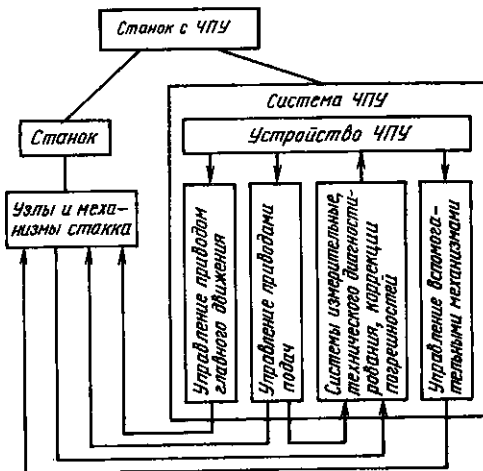 Станок с ЧПУ
Система ЧПУ
Устройство ЧПУ
Станок
Узлы и меха-
низмы стакка
Управление приводом
главного движения
Управление приводами
подач
Системы измерительные,
технического диагности-
рования, коррекции
погрешностей
Управление вспомога-
тельными механизмами